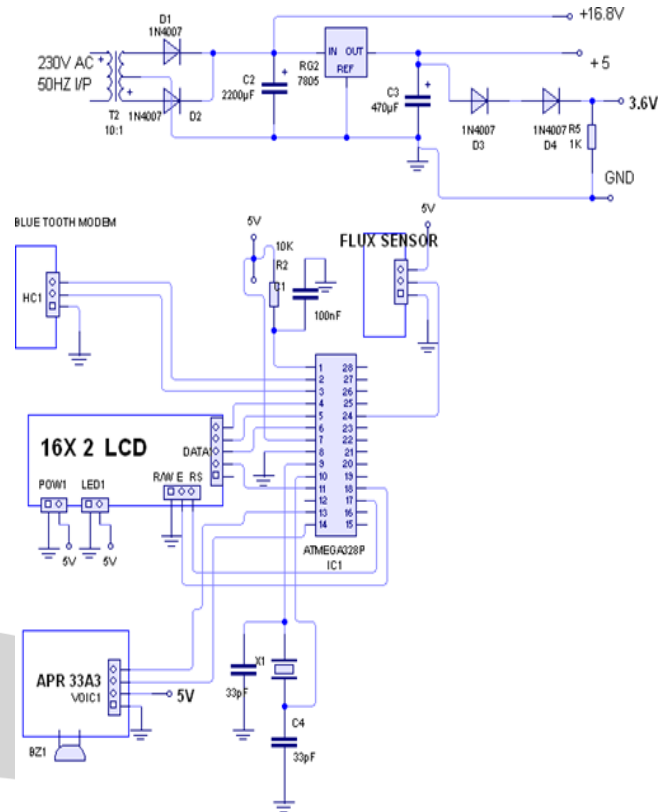 +16.8V
D1
1N4007
230V AC
50HZ I/P
T2
10:1
1N4007
D2
C2
2200µF
IN OUT
REF
RG2
7805
C3
470µF
+5
1N4007
D3
1N4007
D4
3.6V
R5
1K
GND
BLUE TOOTH MODEM
HC1
5V
10K
R2
C1
100nF
5V
FLUX SENSOR
16X 2 LCD
DATA
R/W E RS
POW1
LED1
5V
5V
1 28
2 27
3 26
4 25
5 24
6 23
7 22
8 21
9 20
10 19
11 18
12 17
13 16
14 15
ATMEGA328P
IC1
APR 33A3
VOIC1
5V
BZ1
X1
33pF
C4
33pF